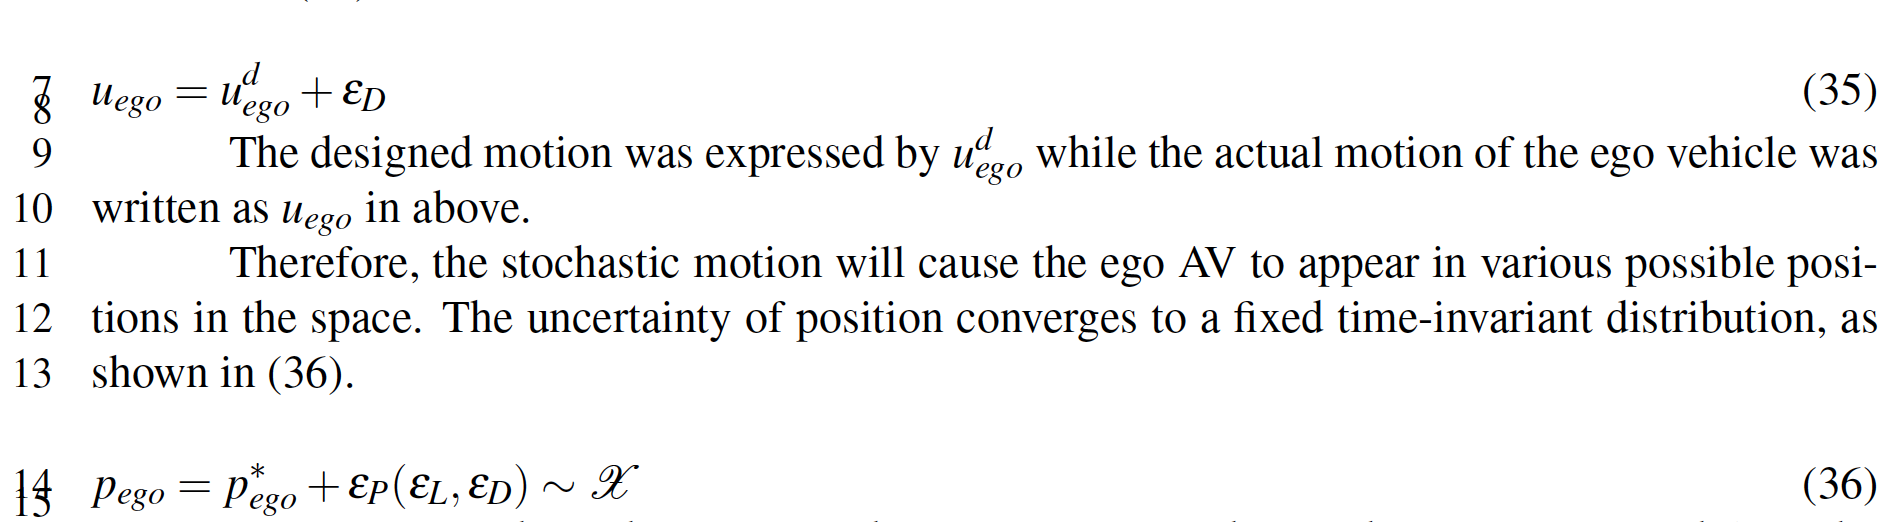 7 u_{ego} = u^d_{ego} + ε_D (35)
8
9 The designed motion was expressed by u^d_{ego} while the actual motion of the ego vehicle was
10 written as u_{ego} in above.
11 Therefore, the stochastic motion will cause the ego AV to appear in various possible posi-
12 tions in the space. The uncertainty of position converges to a fixed time-invariant distribution, as
13 shown in (36).
14 p_{ego} = p^*_{ego} + ε_P(ε_L, ε_D) ∼ 𝒳 (36)
15